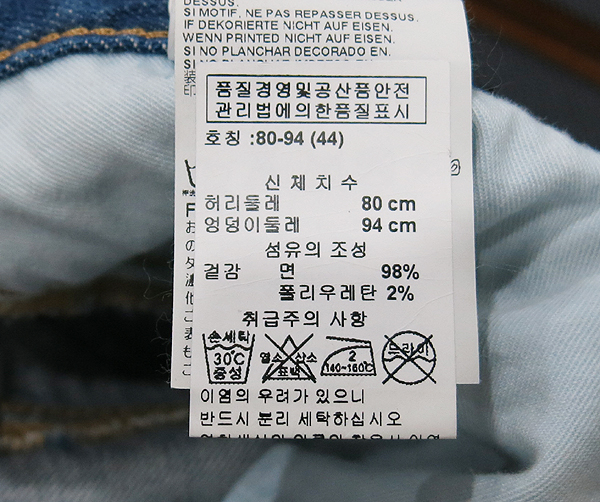 DESSUS.
SI MOTIF, NE PAS REPASSER DESSUS.
IF DEKORIERTE NICHT AUF EISEN.
WENN PRINTED NICHT AUF EISEN.
SI NO PLANCHAR DECORADO EN.
품질경영및공산품안전
관리법에의한품질표시
호칭 :80-94 (44)
신 체 치 수
허리둘레 80 cm
엉덩이둘레 94 cm
섬유의 조성
겉감 면 98%
폴리우레탄 2%
취급주의 사항
손세탁
30℃
중성
염소 산소
표백
2
140~160℃
드라이
이염의 우려가 있으니
반드시 분리 세탁하십시오